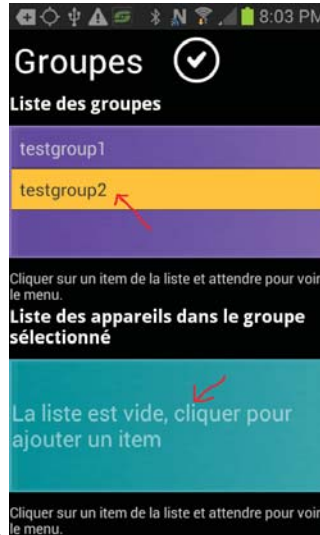 8:03 PM
Groupes
Liste des groupes
testgroup1
testgroup2
Cliquer sur un item de la liste et attendre pour voir
le menu.
Liste des appareils dans le groupe
sélectionné
La liste est vide, cliquer pour
ajouter un item
Cliquer sur un item de la liste et attendre pour voir
le menu.